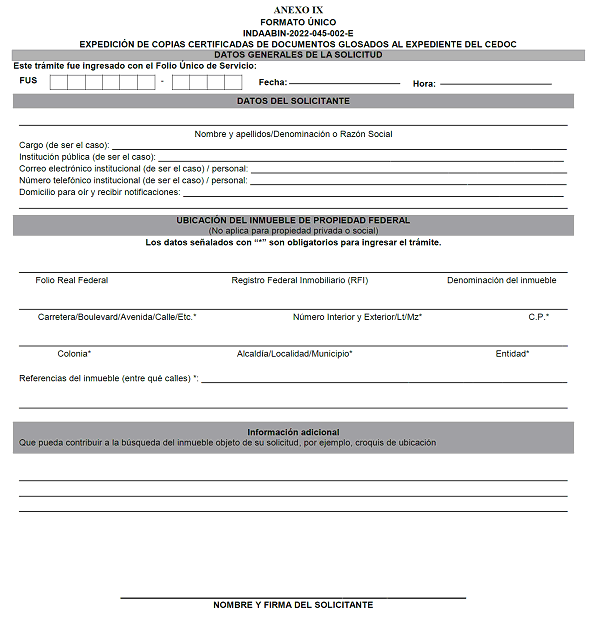 ANEXO IX
FORMATO ÚNICO
INDAABIN-2022-045-002-E
EXPEDICIÓN DE COPIAS CERTIFICADAS DE DOCUMENTOS GLOSADOS AL EXPEDIENTE DEL CEDOC
DATOS GENERALES DE LA SOLICITUD
Este trámite fue ingresado con el Folio Único de Servicio:
FUS - Fecha: Hora:
DATOS DEL SOLICITANTE
Nombre y apellidos/Denominación o Razón Social
Cargo (de ser el caso):
Institución pública (de ser el caso):
Correo electrónico institucional (de ser el caso) / personal:
Número telefónico institucional (de ser el caso) / personal:
Domicilio para oír y recibir notificaciones:
UBICACIÓN DEL INMUEBLE DE PROPIEDAD FEDERAL
(No aplica para propiedad privada o social)
Los datos señalados con “*” son obligatorios para ingresar el trámite.
Folio Real Federal Registro Federal Inmobiliario (RFI) Denominación del inmueble
Carretera/Boulevard/Avenida/Calle/Etc.* Número Interior y Exterior/Lt/Mz* C.P.*
Colonia* Alcaldía/Localidad/Municipio* Entidad*
Referencias del inmueble (entre qué calles) *:
Información adicional
Que pueda contribuir a la búsqueda del inmueble objeto de su solicitud, por ejemplo, croquis de ubicación
NOMBRE Y FIRMA DEL SOLICITANTE